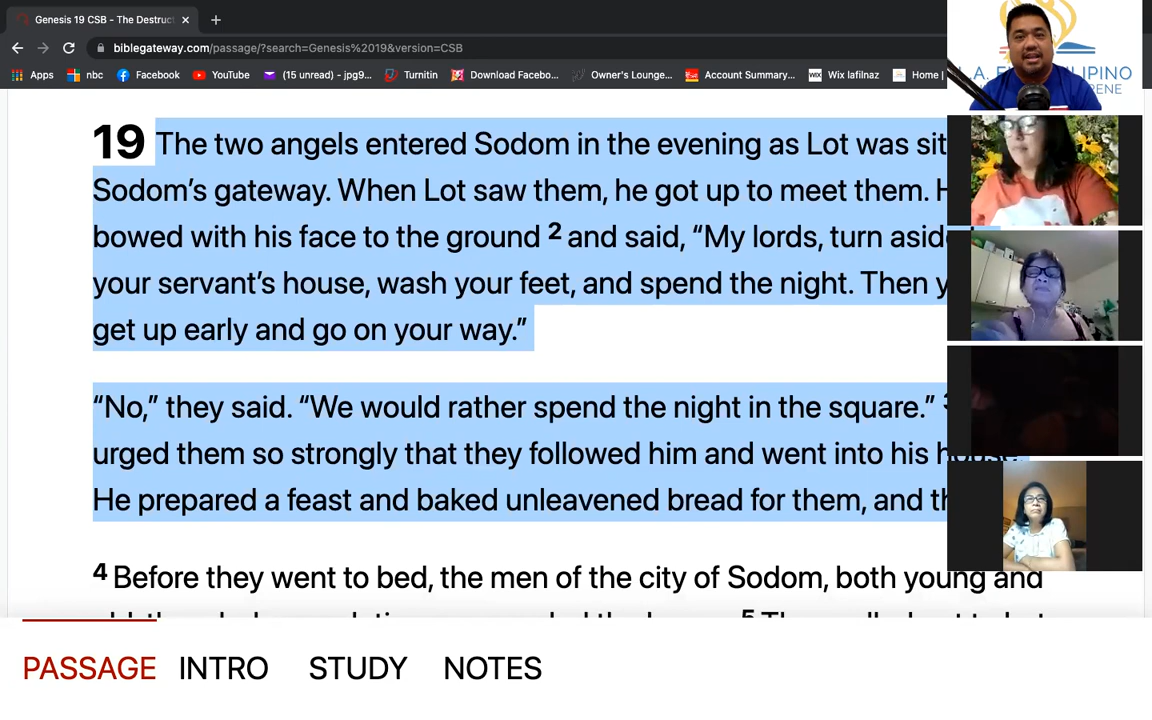 Genesis 19 CSB - The Destruct
biblegateway.com/passage/?search=Genesis%2019&version=CSB
Apps nbc Facebook YouTube (15 unread) - jpg9... Turnitin Download Facebo... Owner's Lounge... Account Summary... WIX Wix lafilnaz Home |
19 The two angels entered Sodom in the evening as Lot was sit
Sodom’s gateway. When Lot saw them, he got up to meet them. H
bowed with his face to the ground 2 and said, “My lords, turn aside
your servant’s house, wash your feet, and spend the night. Then y
get up early and go on your way.”
“No,” they said. “We would rather spend the night in the square.” 3
urged them so strongly that they followed him and went into his house.
He prepared a feast and baked unleavened bread for them, and th
4 Before they went to bed, the men of the city of Sodom, both young and
PASSAGE INTRO STUDY NOTES